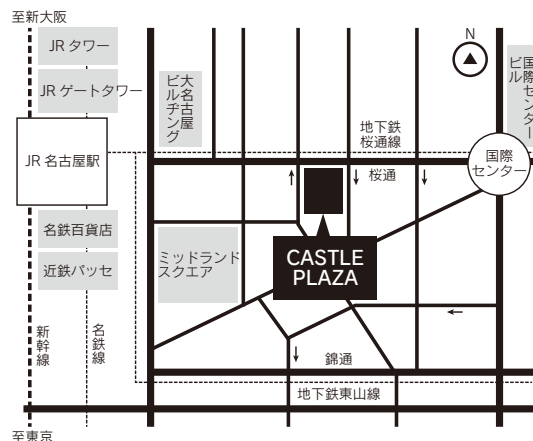 至新大阪
JR タワー
JR ゲートタワー
大名古屋
ビルヂング
N
国際センター
ビル
地下鉄
桜通線
JR 名古屋駅
桜通
国際
センター
名鉄百貨店
近鉄パッセ
ミッドランド
スクエア
CASTLE
PLAZA
新幹線
名鉄線
錦通
地下鉄東山線
至東京